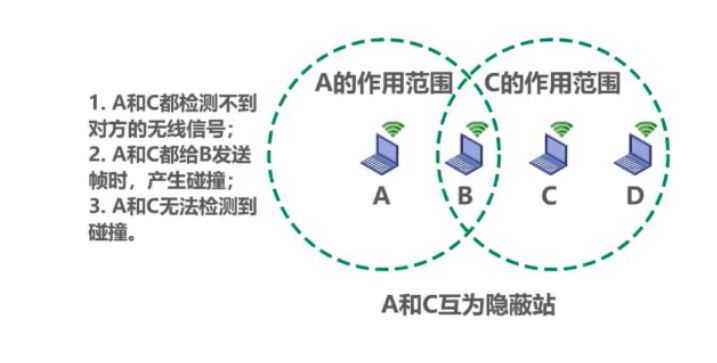 A的作用范围
C的作用范围
1. A和C都检测不到
对方的无线信号；
2. A和C都给B发送
帧时，产生碰撞；
3. A和C无法检测到
碰撞。
A
B
C
D
A和C互为隐蔽站